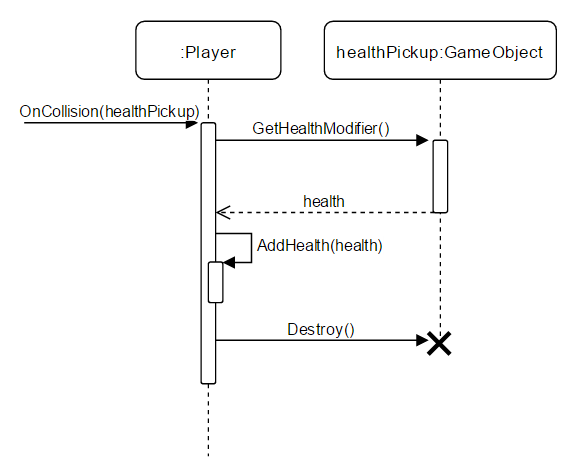 :Player
healthPickup:GameObject
OnCollision(healthPickup)
GetHealthModifier()
health
AddHealth(health)
Destroy()